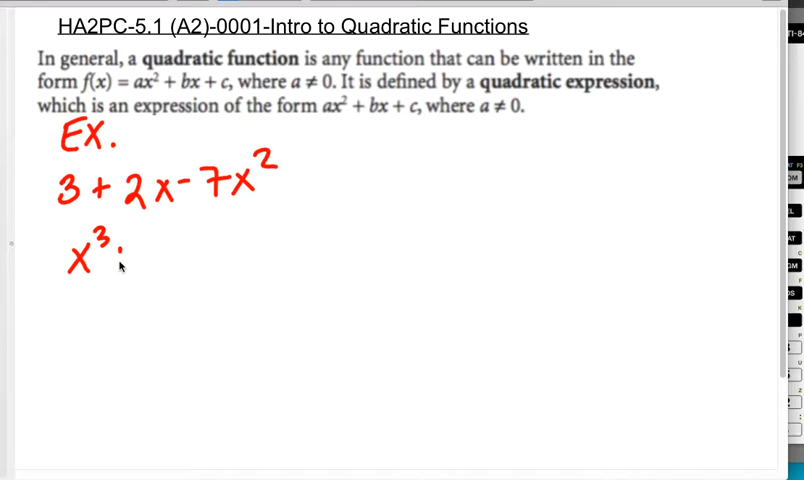 HA2PC-5.1 (A2)-0001-Intro to Quadratic Functions
In general, a quadratic function is any function that can be written in the
form f(x) = ax² + bx + c, where a ≠ 0. It is defined by a quadratic expression,
which is an expression of the form ax² + bx + c, where a ≠ 0.
EX.
3 + 2x - 7x²
x³
TI-84